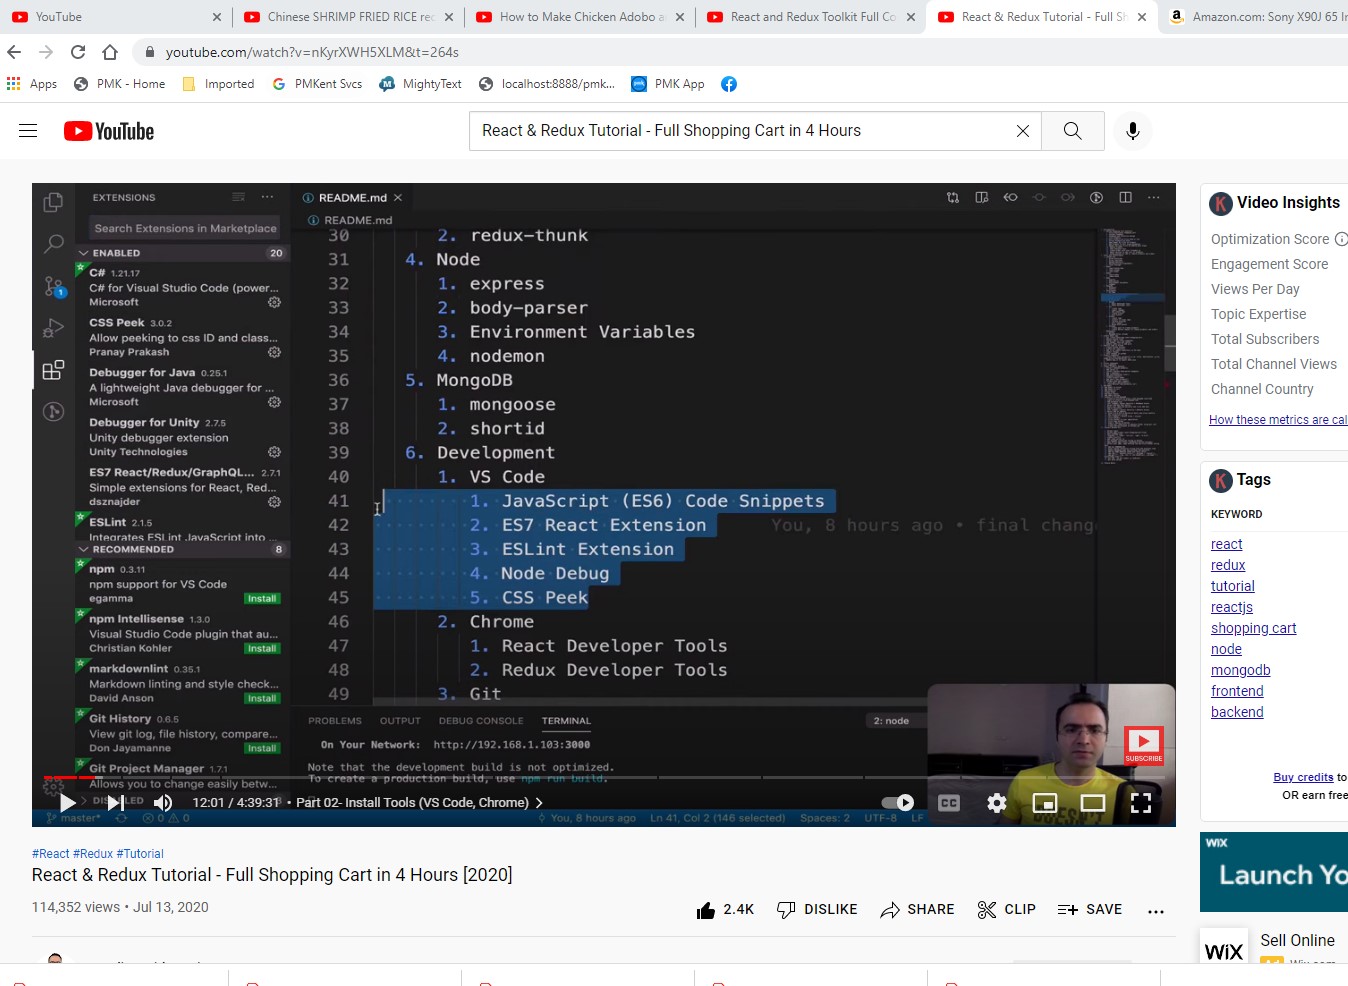 YouTube
Chinese SHRIMP FRIED RICE rec
How to Make Chicken Adobo a
React and Redux Toolkit Full Co
React & Redux Tutorial - Full Sh
Amazon.com: Sony X90J 65 In
youtube.com/watch?v=nKyrXWH5XLM&t=264s
Apps
PMK - Home
Imported
PMKent Svcs
MightyText
localhost:8888/pmk...
PMK App
YouTube
React & Redux Tutorial - Full Shopping Cart in 4 Hours
EXTENSIONS
Search Extensions in Marketplace
ENABLED 20
C# 1.21.17
C# for Visual Studio Code (power...
Microsoft
CSS Peek 3.0.2
Allow peeking to css ID and class...
Pranay Prakash
Debugger for Java 0.25.1
A lightweight Java debugger for ...
Microsoft
Debugger for Unity 2.7.5
Unity debugger extension
Unity Technologies
ES7 React/Redux/GraphQL... 2.7.1
Simple extensions for React, Red...
dsznajder
ESLint 2.1.5
Integrates ESLint JavaScript into ...
RECOMMENDED 8
npm 0.3.11
npm support for VS Code
egamma Install
npm Intellisense 1.3.0
Visual Studio Code plugin that au...
Christian Kohler Install
markdownlint 0.35.1
Markdown linting and style check...
David Anson Install
Git History 0.6.5
View git log, file history, compare...
Don Jayamanne Install
Git Project Manager 1.7.1
Allows you to change easily betw...
README.md
README.md
30 2. redux-thunk
31 4. Node
32 1. express
33 2. body-parser
34 3. Environment Variables
35 4. nodemon
36 5. MongoDB
37 1. mongoose
38 2. shortid
39 6. Development
40 1. VS Code
41 1. JavaScript (ES6) Code Snippets
42 2. ES7 React Extension You, 8 hours ago • final chang
43 3. ESLint Extension
44 4. Node Debug
45 5. CSS Peek
46 2. Chrome
47 1. React Developer Tools
48 2. Redux Developer Tools
49 3. Git
PROBLEMS OUTPUT DEBUG CONSOLE TERMINAL 2: node
On Your Network: http://192.168.1.103:3000
Note that the development build is not optimized.
To create a production build, use npm run build.
SUBSCRIBE
12:01 / 4:39:31 • Part 02- Install Tools (VS Code, Chrome)
CC
master* 0 0 You, 8 hours ago Ln 41, Col 2 (146 selected) Spaces: 2 UTF-8 LF
#React #Redux #Tutorial
React & Redux Tutorial - Full Shopping Cart in 4 Hours [2020]
114,352 views • Jul 13, 2020
2.4K DISLIKE SHARE CLIP SAVE
K Video Insights
Optimization Score
Engagement Score
Views Per Day
Topic Expertise
Total Subscribers
Total Channel Views
Channel Country
How these metrics are cal
K Tags
KEYWORD
react
redux
tutorial
reactjs
shopping cart
node
mongodb
frontend
backend
Buy credits to
OR earn free
WIX
Launch Yo
WIX
Sell Online